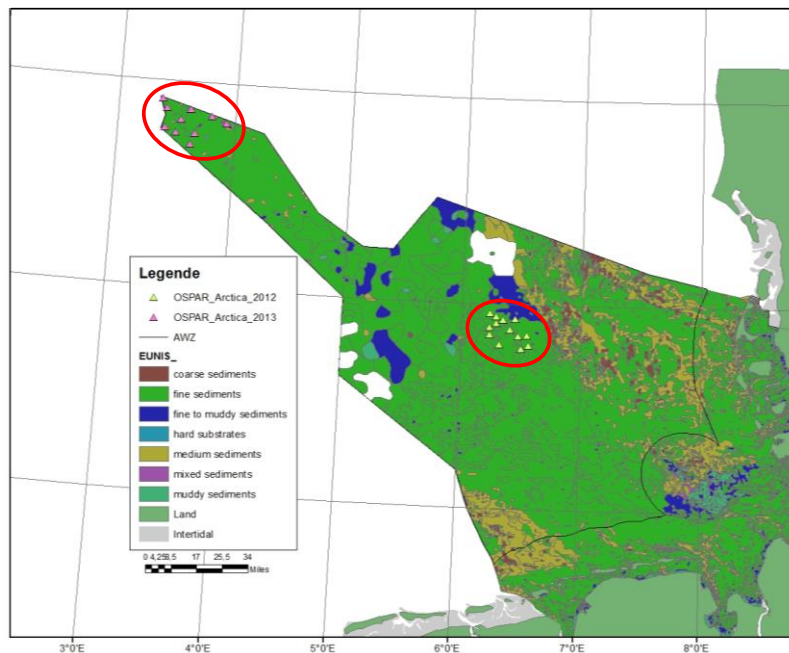 Legende
OSPAR_Arctica_2012
OSPAR_Arctica_2013
AWZ
EUNIS_
coarse sediments
fine sediments
fine to muddy sediments
hard substrates
medium sediments
mixed sediments
muddy sediments
Land
Intertidal
0 4,258,5 17 25,5 34
Miles
3°0'E 4°0'E 5°0'E 6°0'E 7°0'E 8°0'E